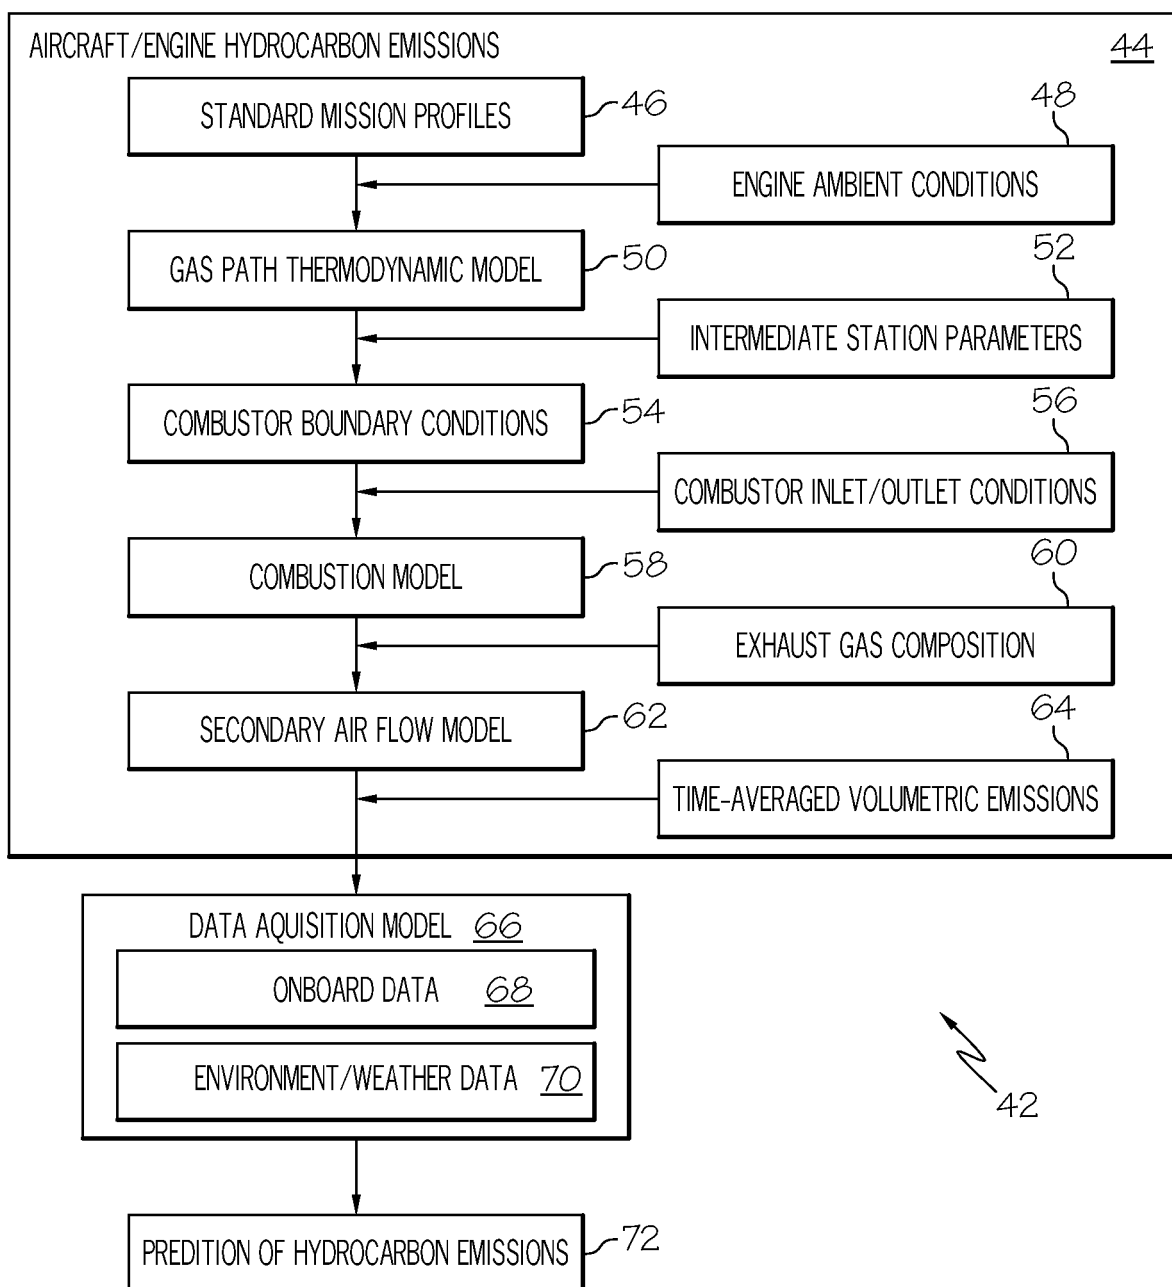 AIRCRAFT/ENGINE HYDROCARBON EMISSIONS 44
STANDARD MISSION PROFILES 46
48
ENGINE AMBIENT CONDITIONS
GAS PATH THERMODYNAMIC MODEL 50
52
INTERMEDIATE STATION PARAMETERS
COMBUSTOR BOUNDARY CONDITIONS 54
56
COMBUSTOR INLET/OUTLET CONDITIONS
COMBUSTION MODEL 58
60
EXHAUST GAS COMPOSITION
SECONDARY AIR FLOW MODEL 62
64
TIME-AVERAGED VOLUMETRIC EMISSIONS
DATA AQUISITION MODEL 66
ONBOARD DATA 68
ENVIRONMENT/WEATHER DATA 70
42
PREDITION OF HYDROCARBON EMISSIONS 72